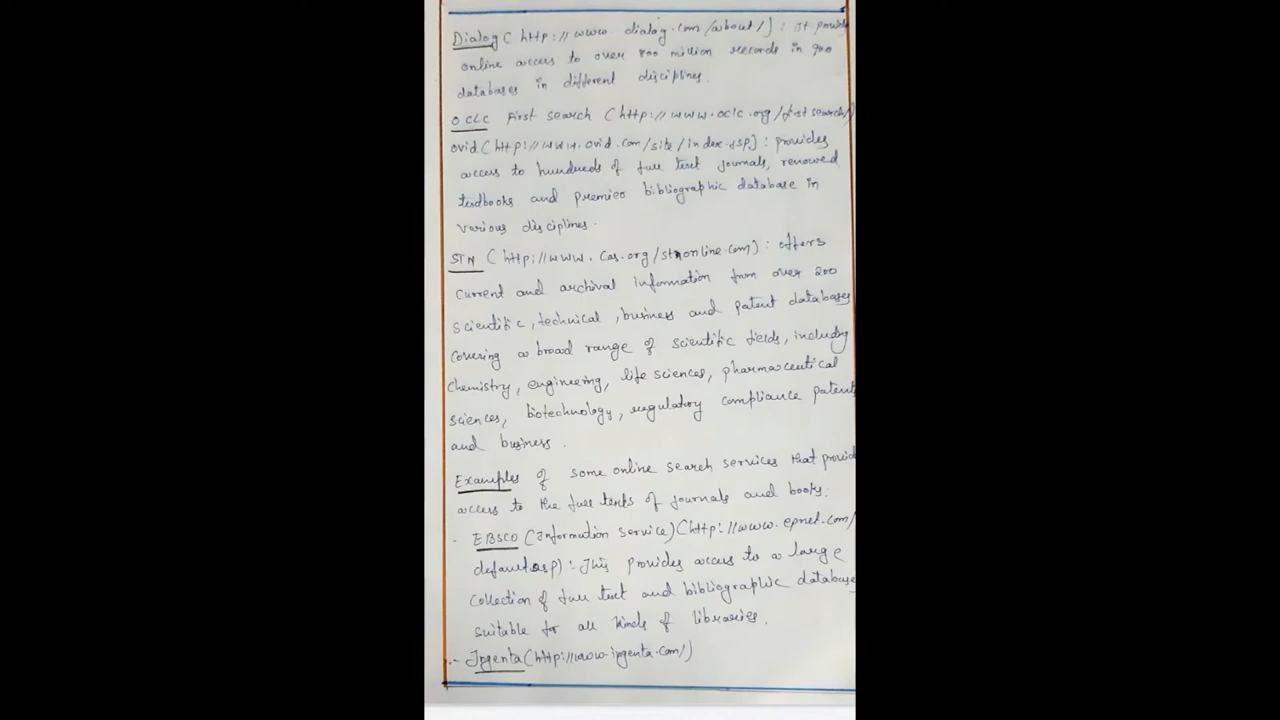 Dialog ( http://www.dialog.com/about/) : It provides
online access to over 800 million records in 900
databases in different disciplines.
OCLC First search (http://www.oclc.org/firstsearch/)
ovid (http://www.ovid.com/site/index.jsp) : provides
access to hundreds of full text journals, renowed
textbooks and premier bibliographic database in
various disciplines.
STN (http://www.cas.org/stnonline.com) : offers
current and archival information from over 200
scientific, technical, business and patent databases
covering a broad range of scientific fields, including
chemistry, engineering, life sciences, pharmaceutical
sciences, biotechnology, regulatory compliance patents
and business.
Examples of some online search services that provide
access to the full texts of journals and books:
- EBSCO (Information service) (http://www.epnet.com/
default.asp) : This provides access to a large
collection of full text and bibliographic database
suitable for all kinds of libraries.
- Ipgenta (http://www.ipgenta.com/)